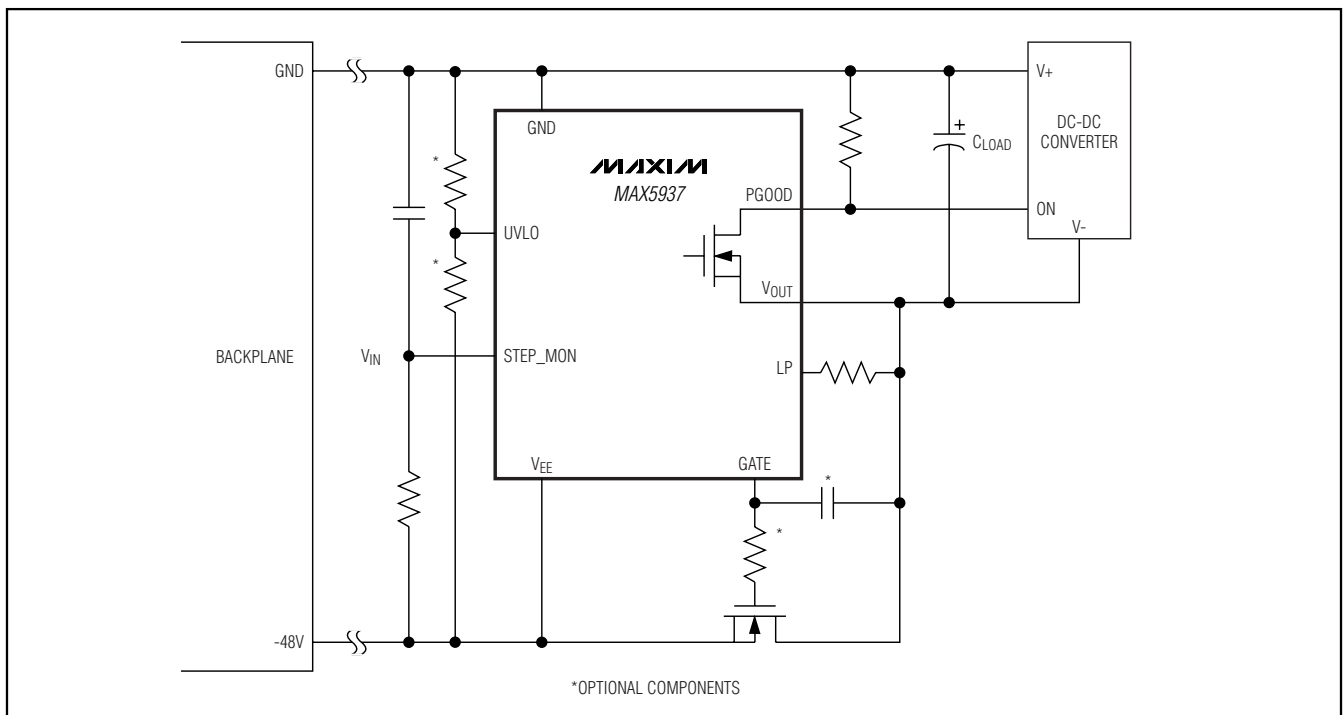 GND
V+
GND
DC-DC
CONVERTER
+
CLOAD
*
MAXIM
MAX5937
PGOOD
ON
UVLO
V-
*
VOUT
BACKPLANE
VIN
STEP_MON
LP
VEE
GATE
*
*
-48V
*OPTIONAL COMPONENTS